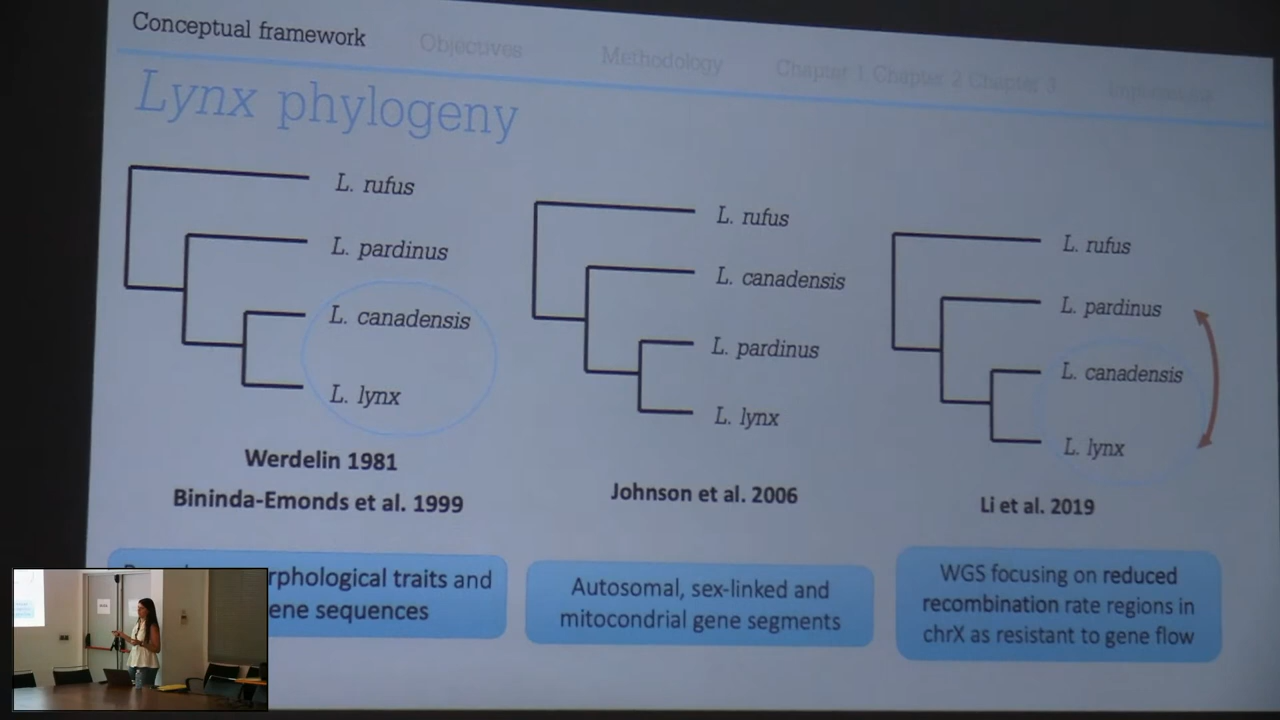 Conceptual framework
Objectives
Methodology
Chapter 1 Chapter 2 Chapter 3
Lynx phylogeny
L. rufus
L. pardinus
L. canadensis
L. lynx
Werdelin 1981
Bininda-Emonds et al. 1999
L. rufus
L. canadensis
L. pardinus
L. lynx
Johnson et al. 2006
L. rufus
L. pardinus
L. canadensis
L. lynx
Li et al. 2019
rphological traits and
ene sequences
Autosomal, sex-linked and
mitocondrial gene segments
WGS focusing on reduced
recombination rate regions in
chrX as resistant to gene flow